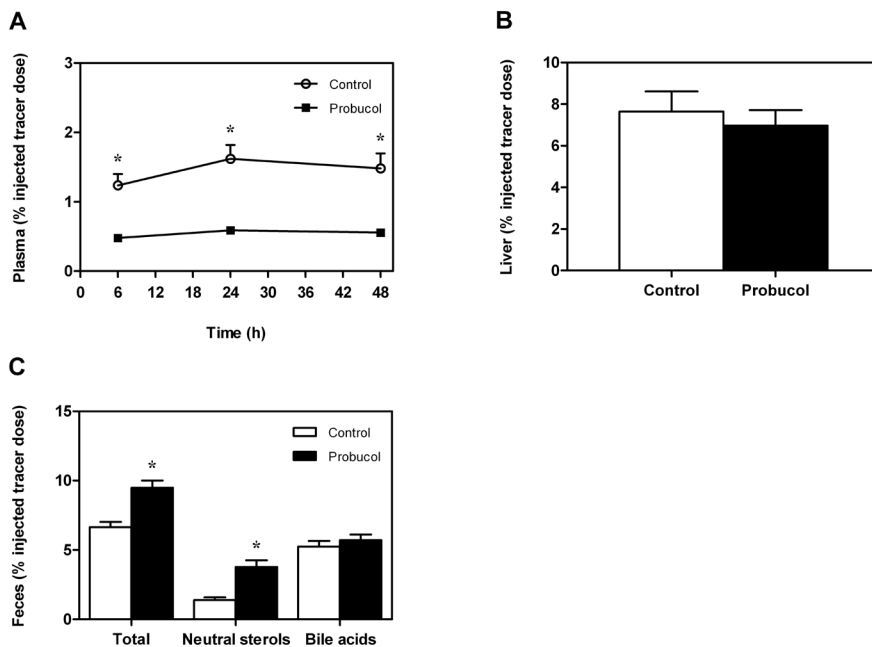 A
Plasma (% injected tracer dose)
3
2
1
0
Control
Probucol
*
*
*
0 6 12 18 24 30 36 42 48
Time (h)
B
Liver (% injected tracer dose)
10
8
6
4
2
0
Control Probucol
C
Feces (% injected tracer dose)
15
10
5
0
Control
Probucol
*
*
Total Neutral sterols Bile acids